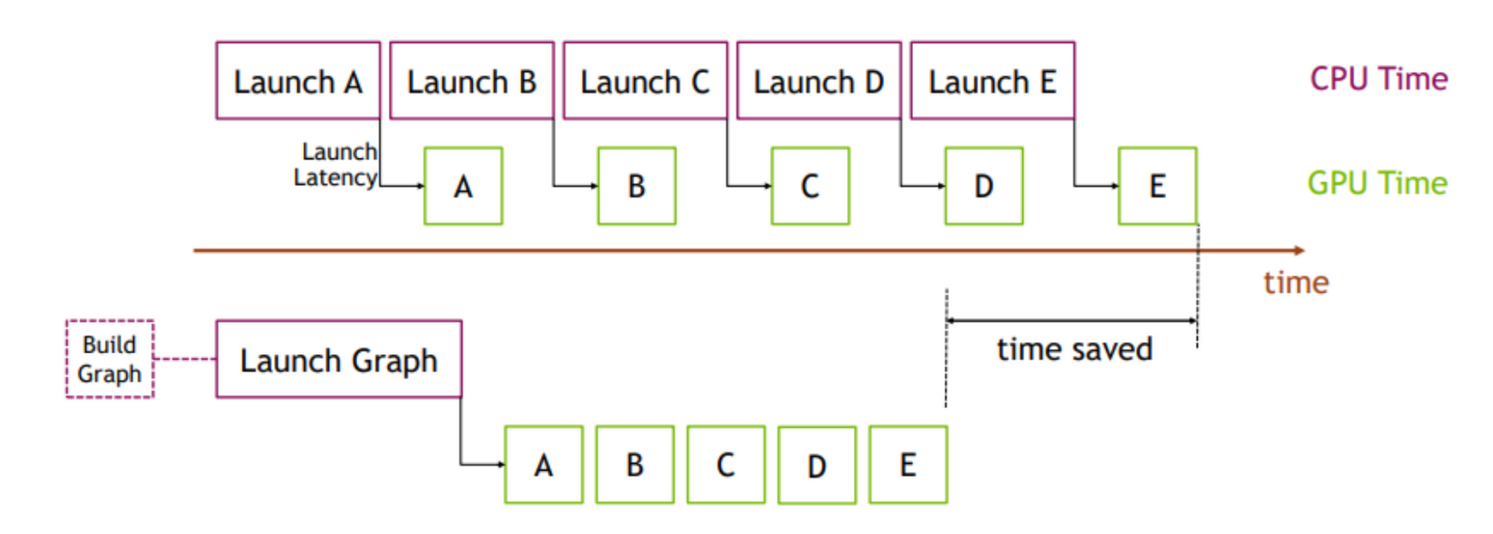 Launch A
Launch B
Launch C
Launch D
Launch E
CPU Time
Launch
Latency
A
B
C
D
E
GPU Time
time
Build
Graph
Launch Graph
time saved
A
B
C
D
E